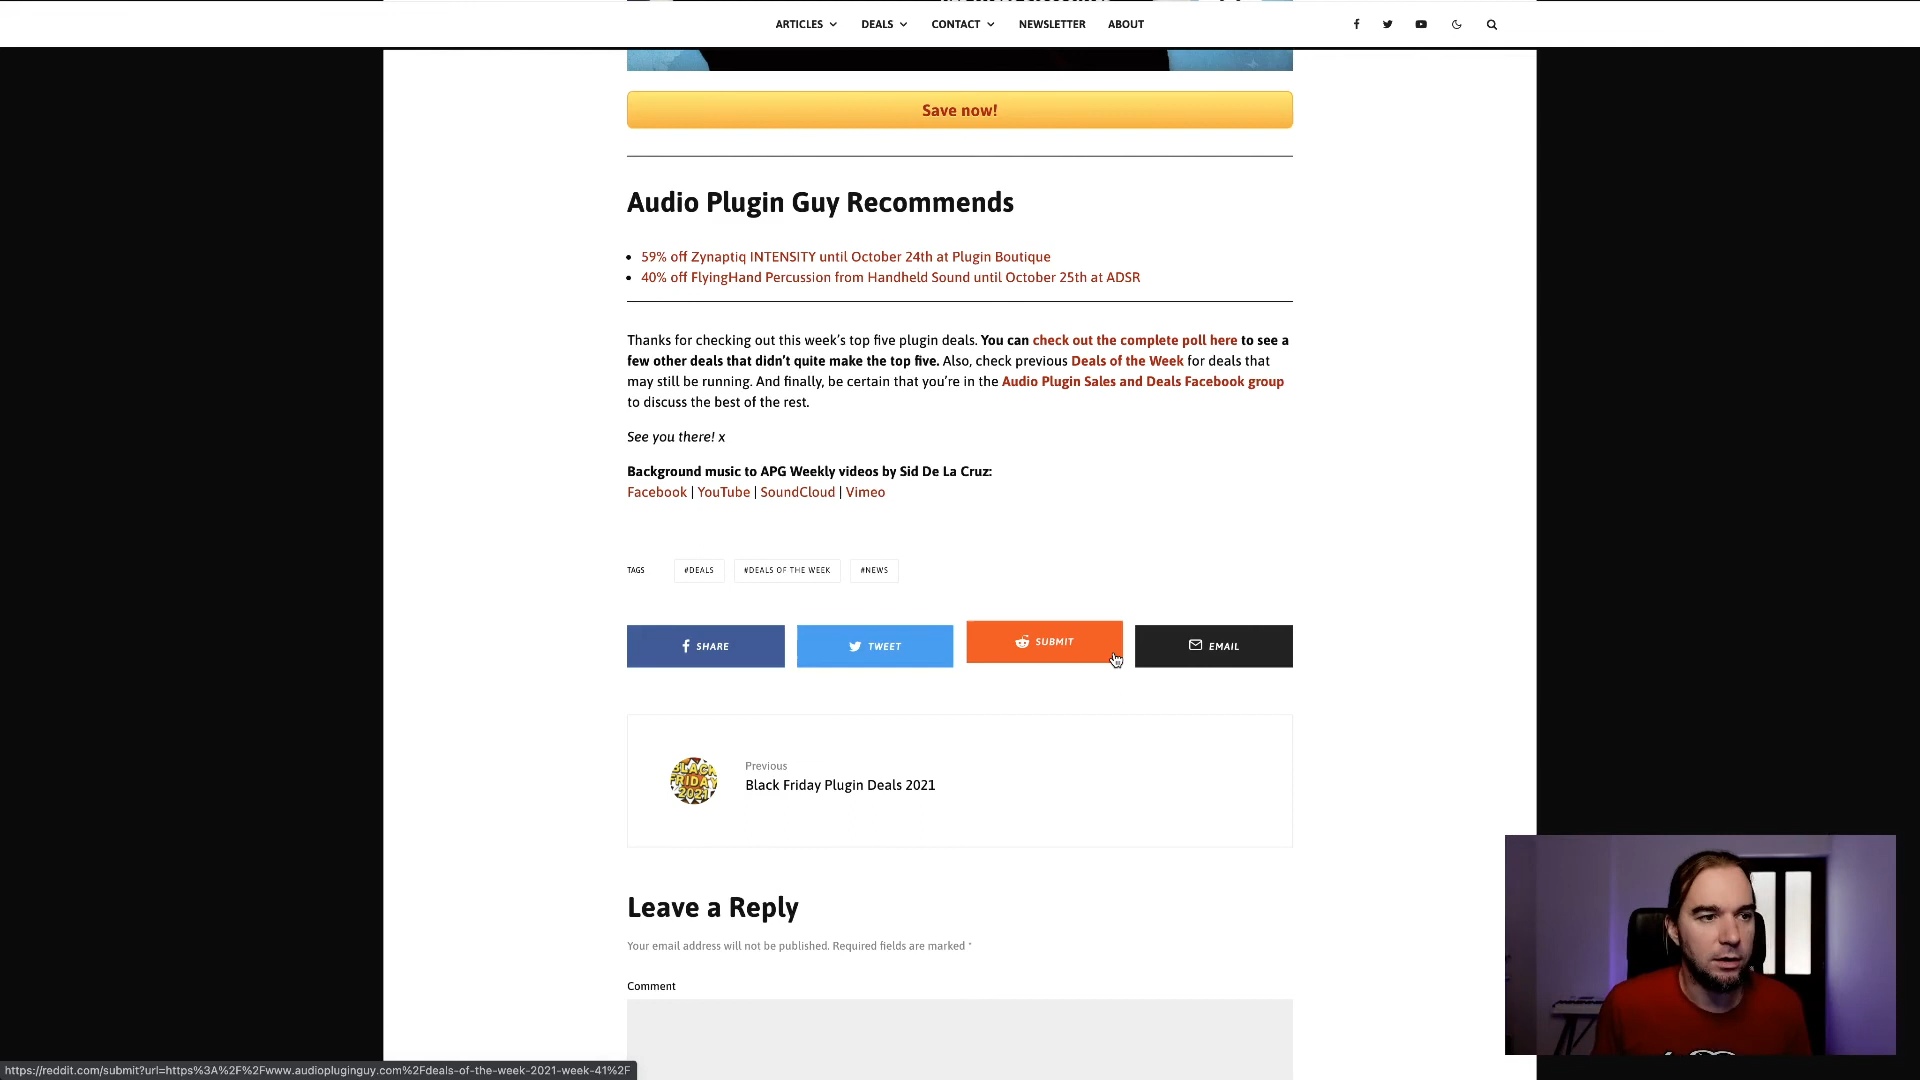 ARTICLES DEALS CONTACT NEWSLETTER ABOUT
Save now!
Audio Plugin Guy Recommends
59% off Zynaptiq INTENSITY until October 24th at Plugin Boutique
40% off FlyingHand Percussion from Handheld Sound until October 25th at ADSR
Thanks for checking out this week's top five plugin deals. You can check out the complete poll here to see a
few other deals that didn't quite make the top five. Also, check previous Deals of the Week for deals that
may still be running. And finally, be certain that you're in the Audio Plugin Sales and Deals Facebook group
to discuss the best of the rest.
See you there! x
Background music to APG Weekly videos by Sid De La Cruz:
Facebook | YouTube | SoundCloud | Vimeo
TAGS #DEALS #DEALS OF THE WEEK #NEWS
SHARE TWEET SUBMIT EMAIL
BLACK
FRIDAY
2021
Previous
Black Friday Plugin Deals 2021
Leave a Reply
Your email address will not be published. Required fields are marked *
Comment
https://reddit.com/submit?url=https%3A%2F%2Fwww.audiopluginguy.com%2Fdeals-of-the-week-2021-week-41%2F